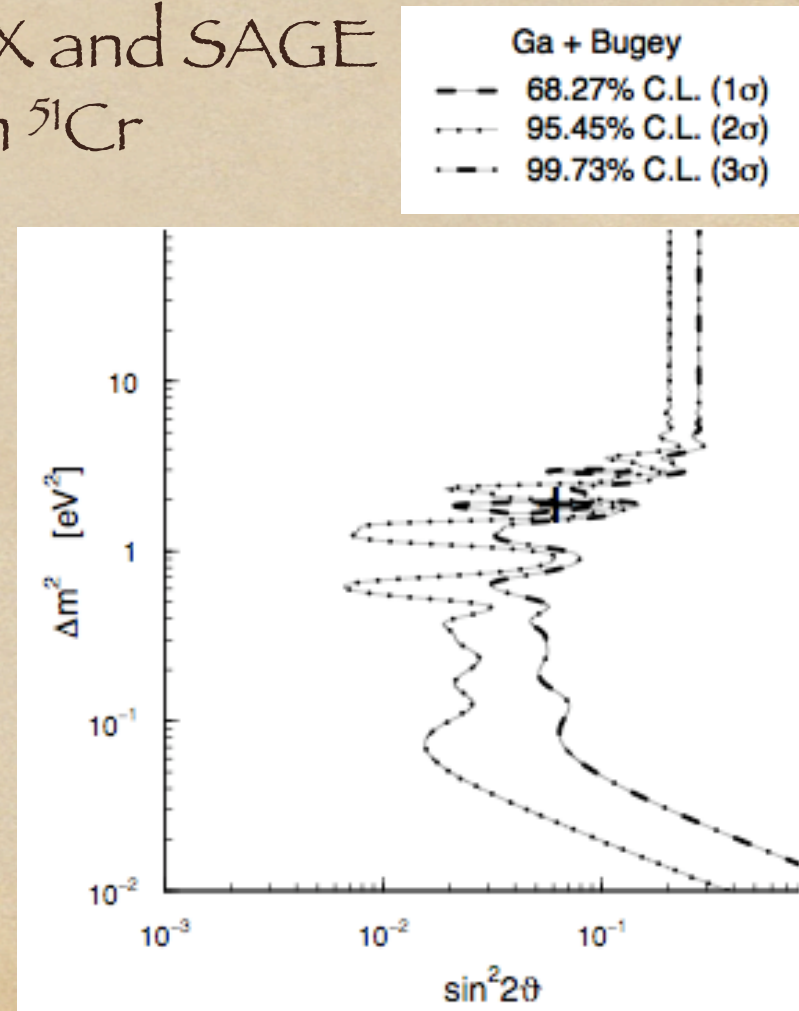 X and SAGE
n ⁵¹Cr
Ga + Bugey
68.27% C.L. (1σ)
95.45% C.L. (2σ)
99.73% C.L. (3σ)
10
1
10⁻¹
10⁻²
Δm² [eV²]
10⁻³ 10⁻² 10⁻¹
sin²2ϑ